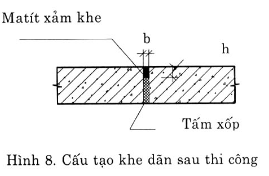 Matít xảm khe
b
h
Tấm xốp
Hình 8. Cấu tạo khe dãn sau thi công